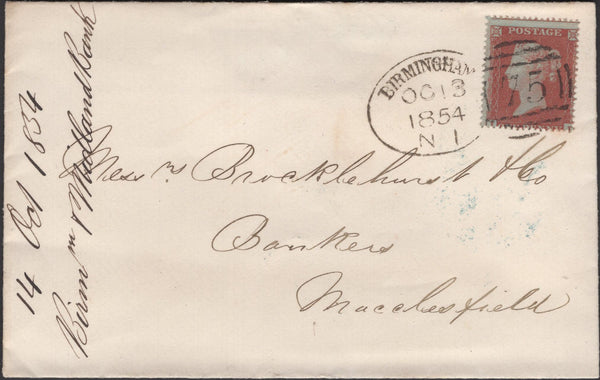 POSTAGE
BIRMINGHAM
OC 13
1854
N 1
75
Mess rs Brocklehurst & Co
Bankers
Macclesfield
14 Oct 1854
Birm m & Midland Bank